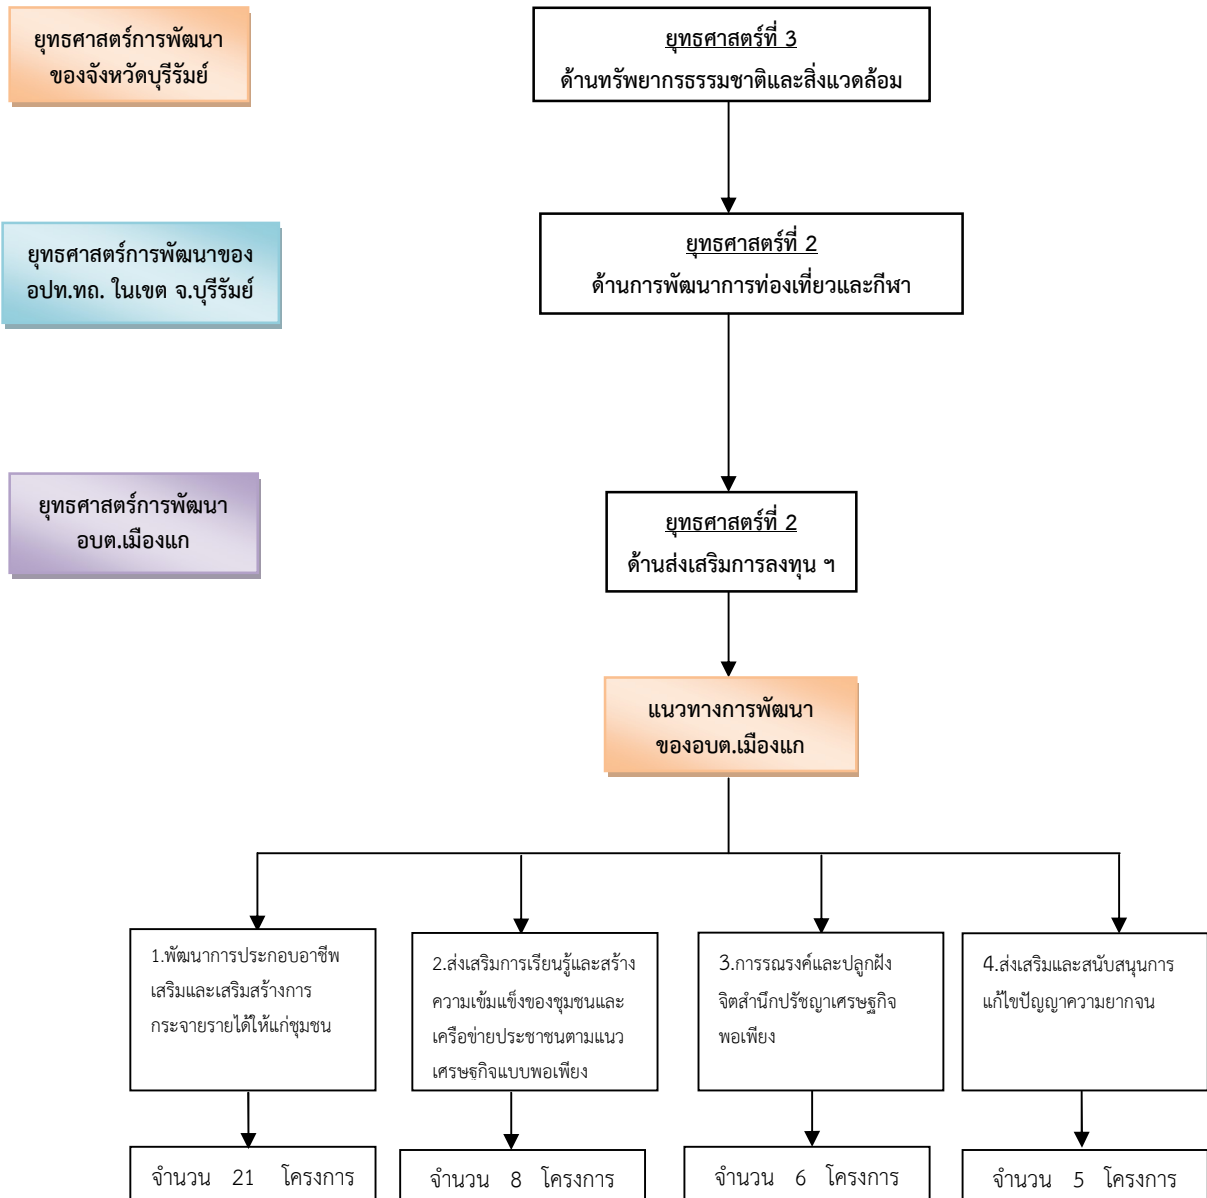 ยุทธศาสตร์การพัฒนา
ของจังหวัดบุรีรัมย์
ยุทธศาสตร์ที่ 3
ด้านทรัพยากรธรรมชาติและสิ่งแวดล้อม
ยุทธศาสตร์การพัฒนาของ
อปท.ทถ. ในเขต จ.บุรีรัมย์
ยุทธศาสตร์ที่ 2
ด้านการพัฒนาการท่องเที่ยวและกีฬา
ยุทธศาสตร์การพัฒนา
อบต.เมืองแก
ยุทธศาสตร์ที่ 2
ด้านส่งเสริมการลงทุน ฯ
แนวทางการพัฒนา
ของอบต.เมืองแก
1.พัฒนาการประกอบอาชีพ
เสริมและเสริมสร้างการ
กระจายรายได้ให้แก่ชุมชน
2.ส่งเสริมการเรียนรู้และสร้าง
ความเข้มแข็งของชุมชนและ
เครือข่ายประชาชนตามแนว
เศรษฐกิจแบบพอเพียง
3.การรณรงค์และปลูกฝัง
จิตสำนึกปรัชญาเศรษฐกิจ
พอเพียง
4.ส่งเสริมและสนับสนุนการ
แก้ไขปัญญาความยากจน
จำนวน 21 โครงการ
จำนวน 8 โครงการ
จำนวน 6 โครงการ
จำนวน 5 โครงการ